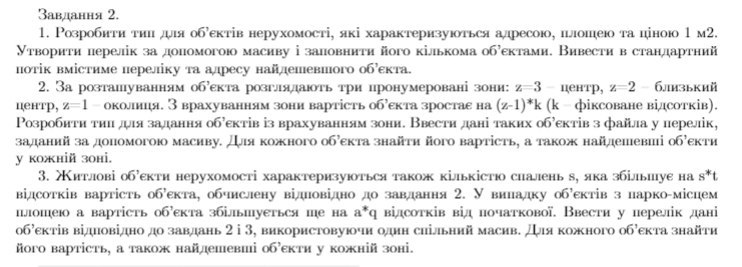 Завдання 2.
1. Розробити тип для об'єктів нерухомості, які характеризуються адресою, площею та ціною 1 м2.
Утворити перелік за допомогою масиву і заповнити його кількома об'єктами. Вивести в стандартний
потік вмістиме переліку та адресу найдешевшого об'єкта.
2. За розташуванням об'єкта розглядають три пронумеровані зони: z=3 – центр, z=2 – близький
центр, z=1 – околиця. З врахуванням зони вартість об'єкта зростає на (z-1)*k (k – фіксоване відсотків).
Розробити тип для задання об'єктів із врахуванням зони. Ввести дані таких об'єктів з файла у перелік,
заданий за допомогою масиву. Для кожного об'єкта знайти його вартість, а також найдешевші об'єкти
у кожній зоні.
3. Житлові об'єкти нерухомості характеризуються також кількістю спалень s, яка збільшує на s*t
відсотків вартість об'єкта, обчислену відповідно до завдання 2. У випадку об'єктів з парко-місцем
площею a вартість об'єкта збільшується ще на a*q відсотків від початкової. Ввести у перелік дані
об'єктів відповідно до завдань 2 і 3, використовуючи один спільний масив. Для кожного об'єкта знайти
його вартість, а також найдешевші об'єкти у кожній зоні.